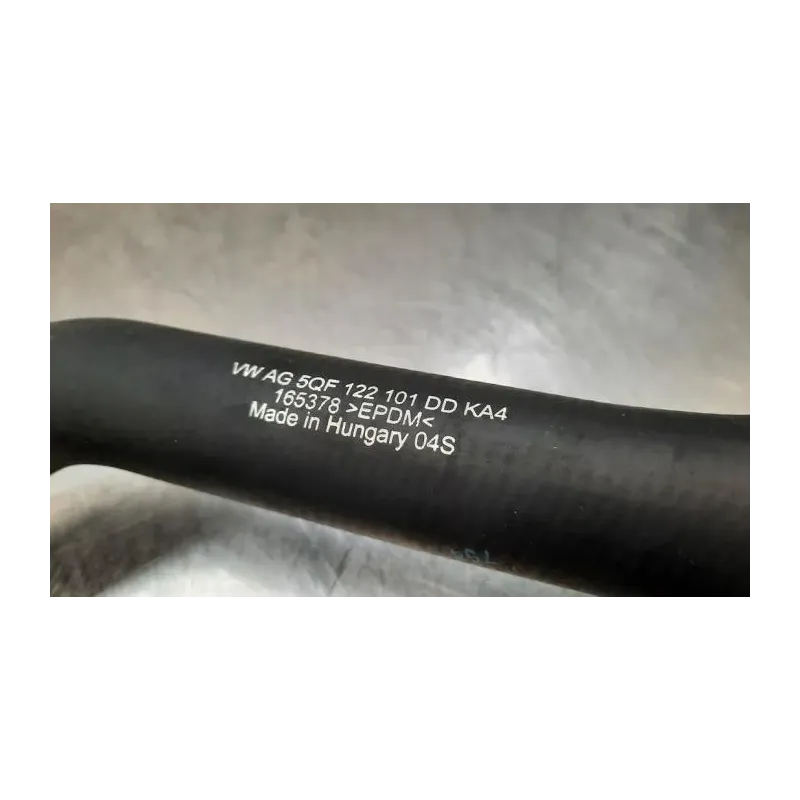 VW AG 5QF 122 101 DD KA4
165378 >EPDM<
Made in Hungary 04S